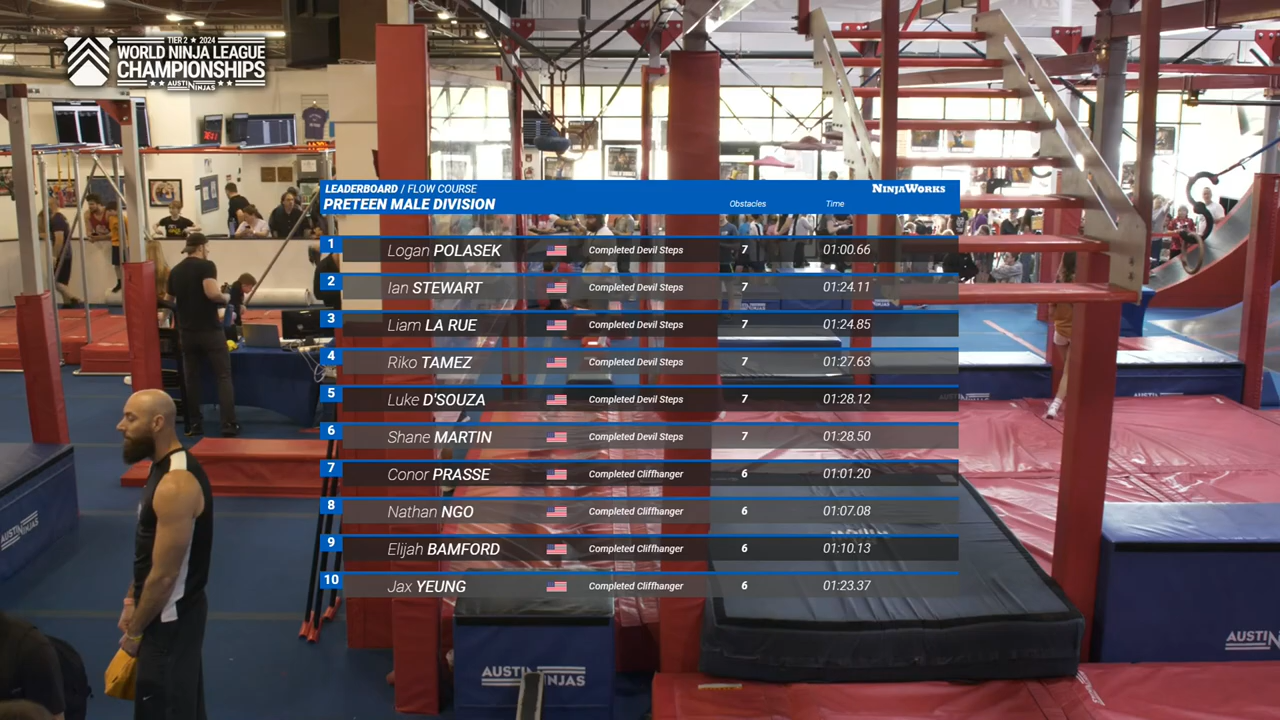 TIER 2 ★ 2024
WORLD NINJA LEAGUE
CHAMPIONSHIPS
AUSTIN NINJAS
LEADERBOARD / FLOW COURSE
NINJAWORKS
PRETEEN MALE DIVISION
Obstacles Time
1 Logan POLASEK Completed Devil Steps 7 01:00.66
2 Ian STEWART Completed Devil Steps 7 01:24.11
3 Liam LA RUE Completed Devil Steps 7 01:24.85
4 Riko TAMEZ Completed Devil Steps 7 01:27.63
5 Luke D'SOUZA Completed Devil Steps 7 01:28.12
6 Shane MARTIN Completed Devil Steps 7 01:28.50
7 Conor PRASSE Completed Cliffhanger 6 01:01.20
8 Nathan NGO Completed Cliffhanger 6 01:07.08
9 Elijah BAMFORD Completed Cliffhanger 6 01:10.13
10 Jax YEUNG Completed Cliffhanger 6 01:23.37
AUSTIN NINJAS
AUSTIN NINJAS
AUSTIN